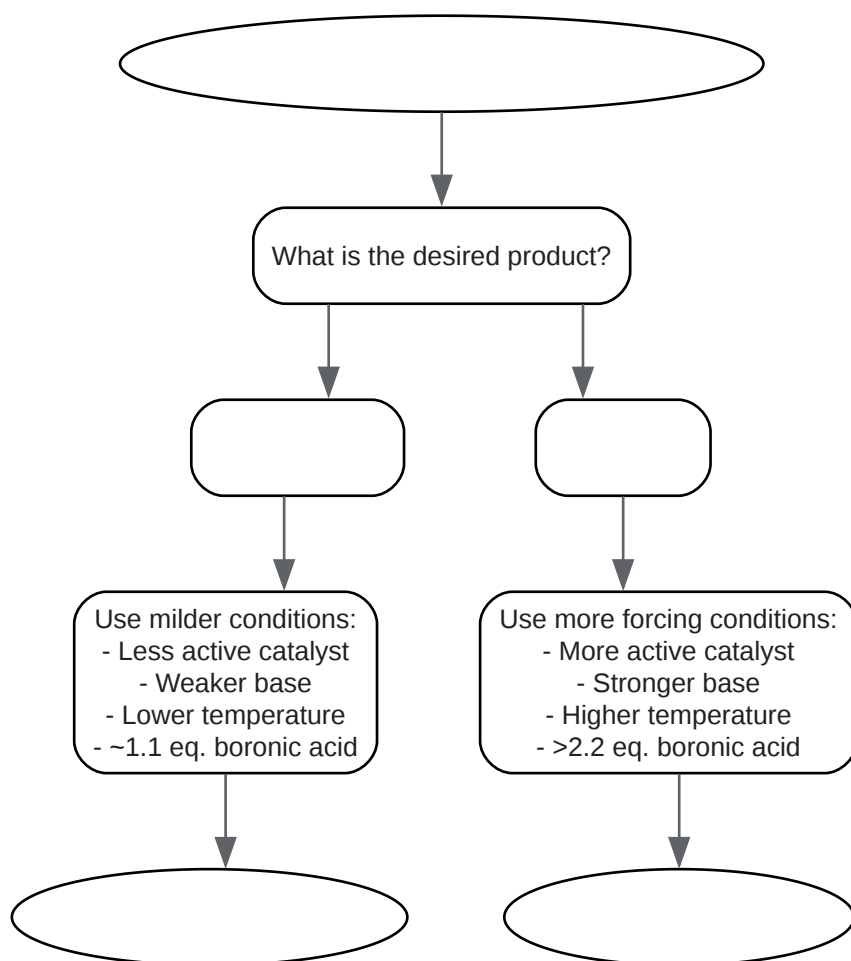 What is the desired product?
Use milder conditions:
- Less active catalyst
- Weaker base
- Lower temperature
- ~1.1 eq. boronic acid
Use more forcing conditions:
- More active catalyst
- Stronger base
- Higher temperature
- >2.2 eq. boronic acid